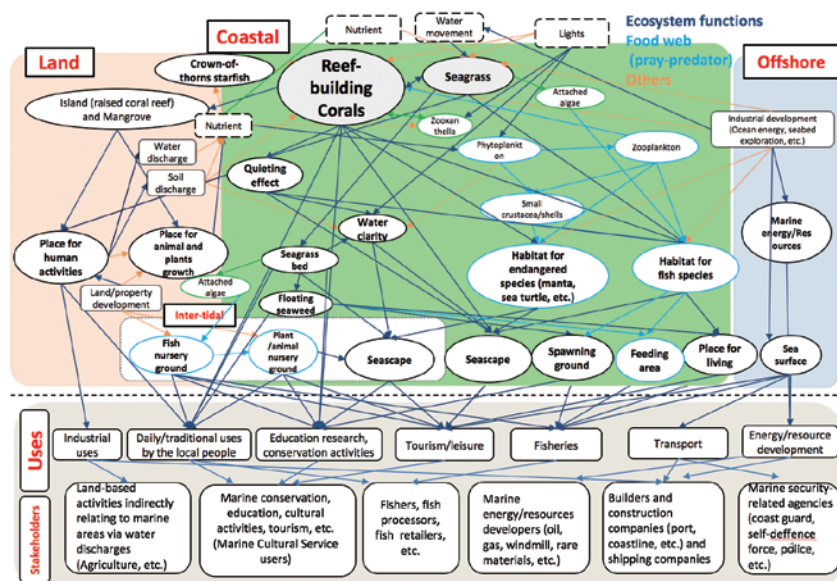 Nutrient
Water
movement
Lights
Ecosystem functions
Food web
(pray-predator)
Others
Land
Coastal
Offshore
Crown-of-
thorns starfish
Reef-
building
Corals
Seagrass
Attached
algae
Island (raised coral reef)
and Mangrove
Nutrient
Zooxan
thella
Industrial development
(Ocean energy, seabed
exploration, etc.)
Water
discharge
Phytoplankt
on
Zooplankton
Soil
discharge
Quieting
effect
Small
crustacea/shells
Water
clarity
Marine
energy/Res
ources
Place for
human activities
Place for
animal and
plants
growth
Seagrass
bed
Habitat for
endangered
species (manta,
sea turtle, etc.)
Habitat for
fish species
Attached
algae
Land/property
development
Floating
seaweed
Inter-tidal
Fish
nursery
ground
Plant
/animal
nursery
ground
Seascape
Seascape
Spawning
ground
Feeding
area
Place for
living
Sea
surface
Uses
Industrial
uses
Daily/traditional uses
by the local people
Education research,
conservation activities
Tourism/leisure
Fisheries
Transport
Energy/resource
development
Stakeholders
Land-based
activities indirectly
relating to marine
areas via water
discharges
(Agriculture, etc.)
Marine conservation,
education, cultural
activities, tourism, etc.
(Marine Cultural Service
users)
Fishers, fish
processors,
fish retailers,
etc.
Marine
energy/resources
developers (oil,
gas, windmill, rare
materials, etc.)
Builders and
construction
companies (port,
coastline, etc.) and
shipping companies
Marine security-
related agencies
(coast guard,
self-deffence
force, police,
etc.)